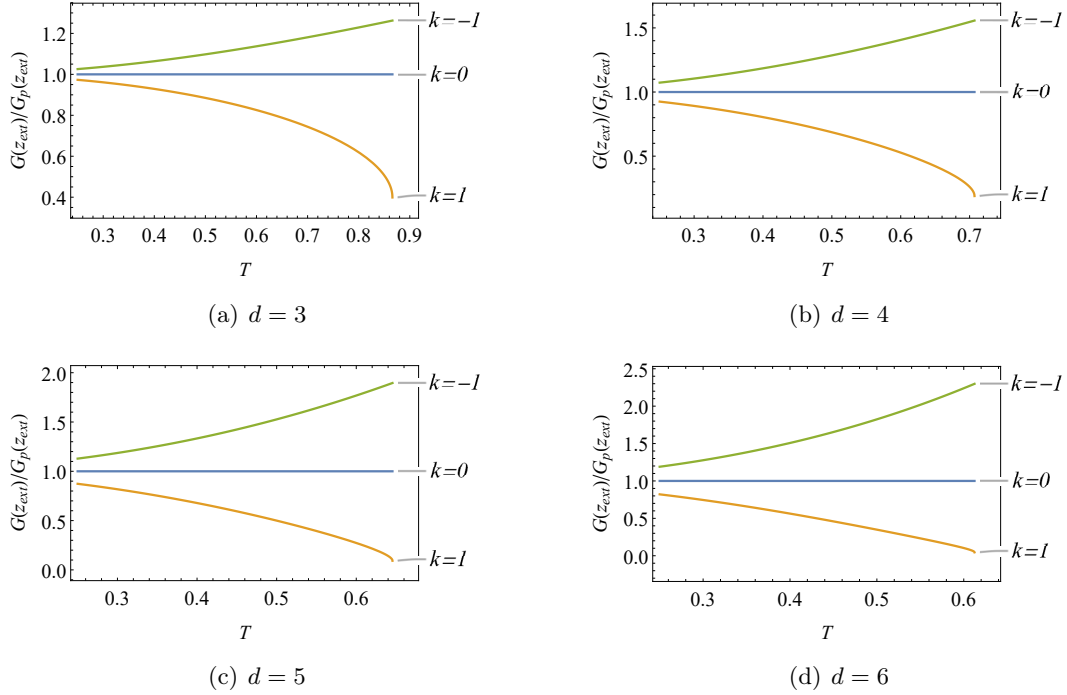 1.2
1.0
0.8
0.6
0.4
G(z_ext)/G_p(z_ext)
k=-1
k=0
k=1
0.3 0.4 0.5 0.6 0.7 0.8 0.9
T
(a) d = 3
1.5
1.0
0.5
G(z_ext)/G_p(z_ext)
k=-1
k=0
k=1
0.3 0.4 0.5 0.6 0.7
T
(b) d = 4
2.0
1.5
1.0
0.5
0.0
G(z_ext)/G_p(z_ext)
k=-1
k=0
k=1
0.3 0.4 0.5 0.6
T
(c) d = 5
2.5
2.0
1.5
1.0
0.5
0.0
G(z_ext)/G_p(z_ext)
k=-1
k=0
k=1
0.3 0.4 0.5 0.6
T
(d) d = 6